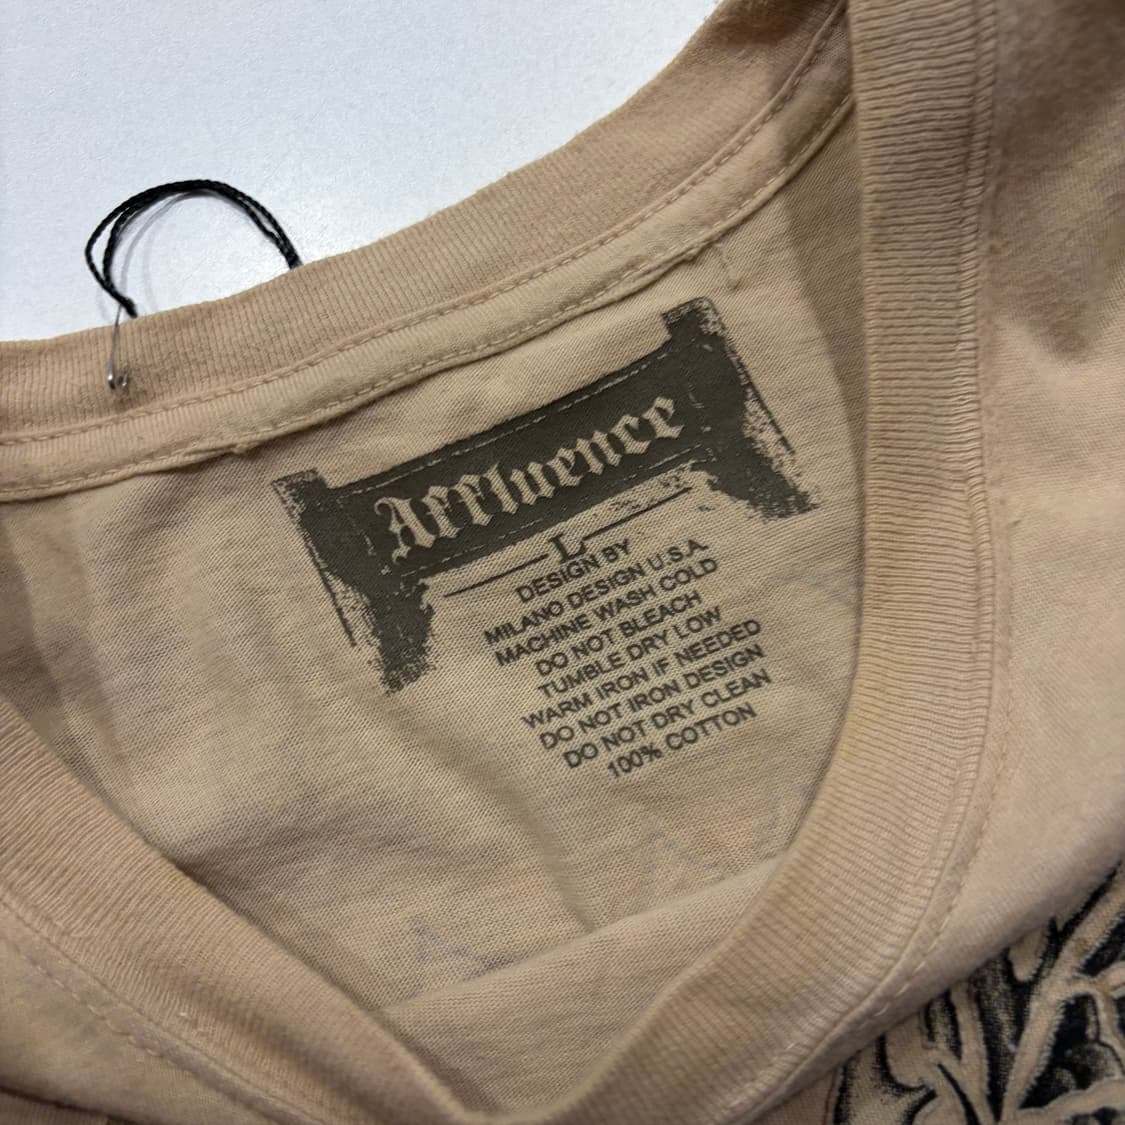 Affluence
L
DESIGN BY
MILANO DESIGN U.S.A.
MACHINE WASH COLD
DO NOT BLEACH
TUMBLE DRY LOW
WARM IRON IF NEEDED
DO NOT IRON DESIGN
DO NOT DRY CLEAN
100% COTTON